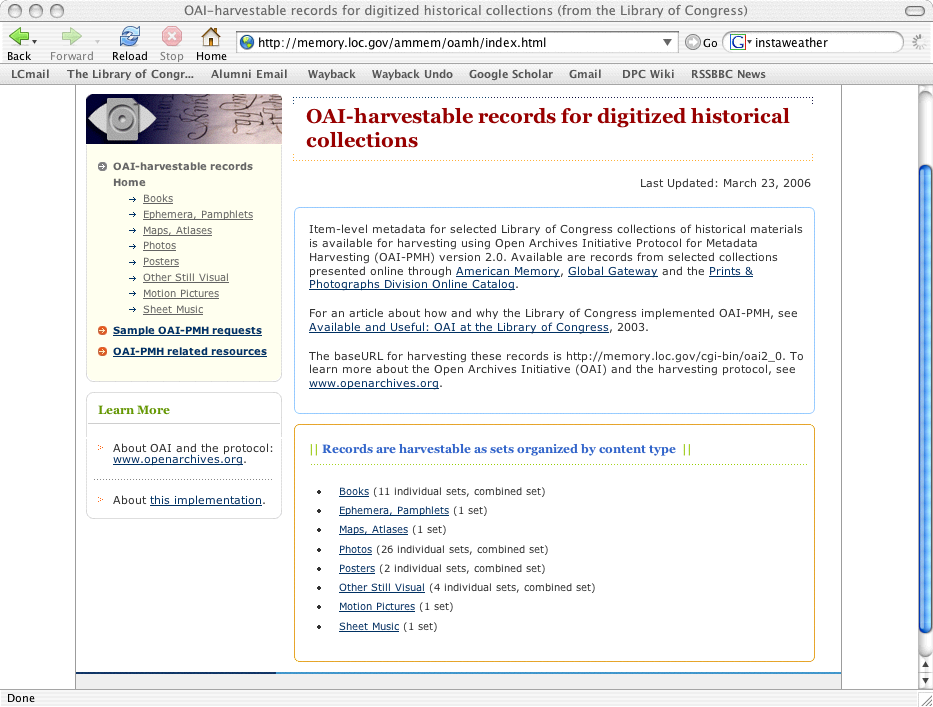 OAI-harvestable records for digitized historical collections (from the Library of Congress)
Back Forward Reload Stop Home http://memory.loc.gov/ammem/oamh/index.html Go G instaweather
LCmail The Library of Congr... Alumni Email Wayback Wayback Undo Google Scholar Gmail DPC Wiki RSSBBC News
OAI-harvestable records
Home
Books
Ephemera, Pamphlets
Maps, Atlases
Photos
Posters
Other Still Visual
Motion Pictures
Sheet Music
Sample OAI-PMH requests
OAI-PMH related resources
Learn More
About OAI and the protocol:
www.openarchives.org.
About this implementation.
OAI-harvestable records for digitized historical
collections
Last Updated: March 23, 2006
Item-level metadata for selected Library of Congress collections of historical materials
is available for harvesting using Open Archives Initiative Protocol for Metadata
Harvesting (OAI-PMH) version 2.0. Available are records from selected collections
presented online through American Memory, Global Gateway and the Prints &
Photographs Division Online Catalog.
For an article about how and why the Library of Congress implemented OAI-PMH, see
Available and Useful: OAI at the Library of Congress, 2003.
The baseURL for harvesting these records is http://memory.loc.gov/cgi-bin/oai2_0. To
learn more about the Open Archives Initiative (OAI) and the harvesting protocol, see
www.openarchives.org.
|| Records are harvestable as sets organized by content type ||
• Books (11 individual sets, combined set)
• Ephemera, Pamphlets (1 set)
• Maps, Atlases (1 set)
• Photos (26 individual sets, combined set)
• Posters (2 individual sets, combined set)
• Other Still Visual (4 individual sets, combined set)
• Motion Pictures (1 set)
• Sheet Music (1 set)
Done